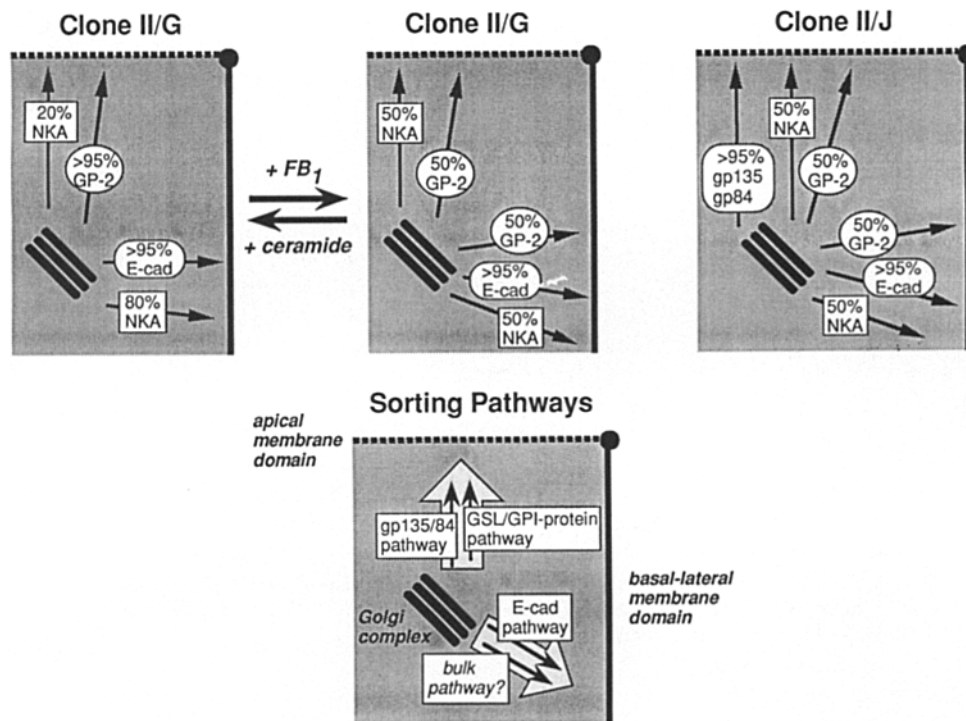 Clone II/G
20%
NKA
>95%
GP-2
>95%
E-cad
80%
NKA
+ FB1
+ ceramide
Clone II/G
50%
NKA
50%
GP-2
50%
GP-2
>95%
E-cad
50%
NKA
Clone II/J
>95%
gp135
gp84
50%
NKA
50%
GP-2
50%
GP-2
>95%
E-cad
50%
NKA
Sorting Pathways
apical
membrane
domain
gp135/84
pathway
GSL/GPI-protein
pathway
Golgi
complex
E-cad
pathway
bulk
pathway?
basal-lateral
membrane
domain